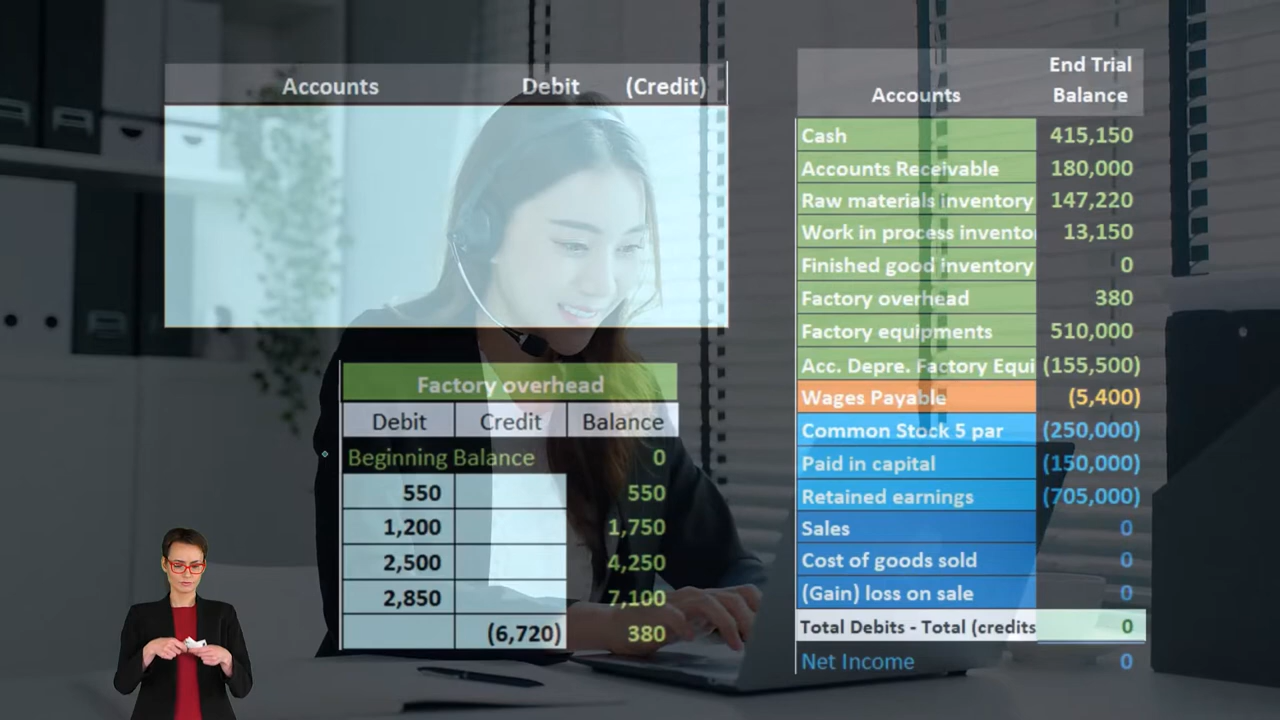 Accounts Debit (Credit)
Factory overhead
Debit Credit Balance
Beginning Balance 0
550 550
1,200 1,750
2,500 4,250
2,850 7,100
(6,720) 380
End Trial
Accounts Balance
Cash 415,150
Accounts Receivable 180,000
Raw materials inventory 147,220
Work in process invento 13,150
Finished good inventory 0
Factory overhead 380
Factory equipments 510,000
Acc. Depre. Factory Equi (155,500)
Wages Payable (5,400)
Common Stock 5 par (250,000)
Paid in capital (150,000)
Retained earnings (705,000)
Sales 0
Cost of goods sold 0
(Gain) loss on sale 0
Total Debits - Total (credits 0
Net Income 0